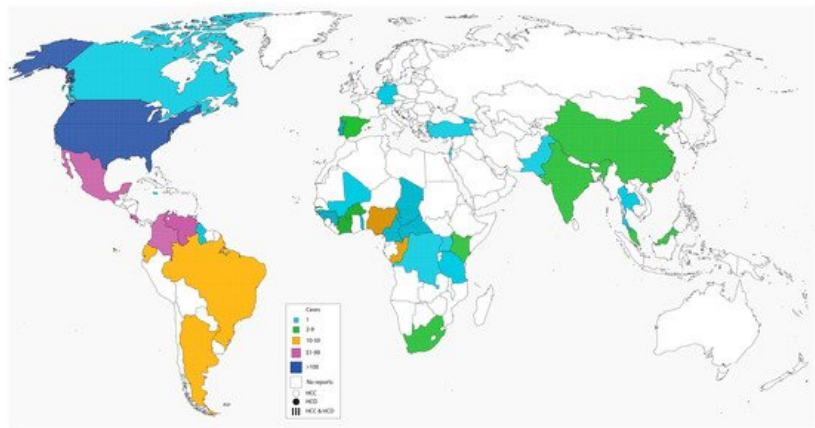 Cases
1
2-9
10-50
51-99
>100
No reports
HCC
HCD
HCC & HCD